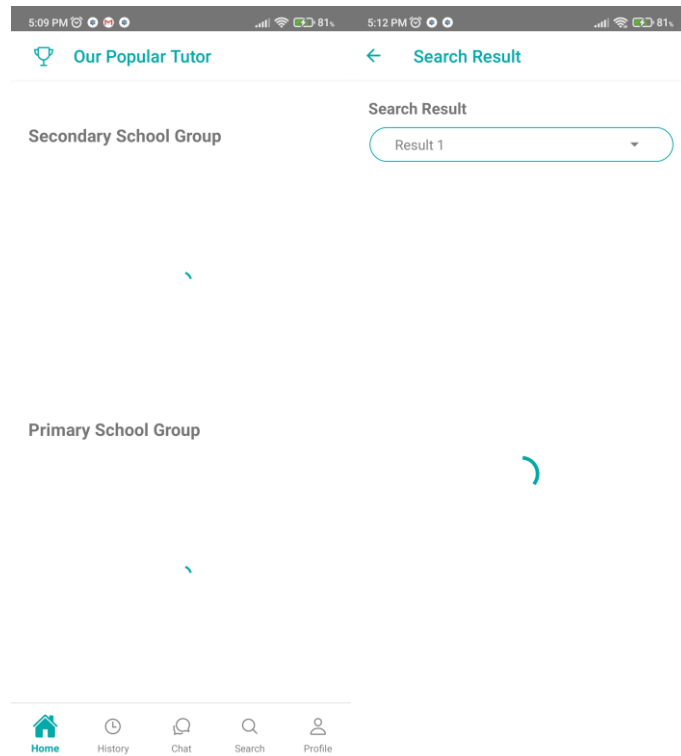 5:09 PM
81%
Our Popular Tutor
Secondary School Group
Primary School Group
Home
History
Chat
Search
Profile
5:12 PM
81%
Search Result
Search Result
Result 1